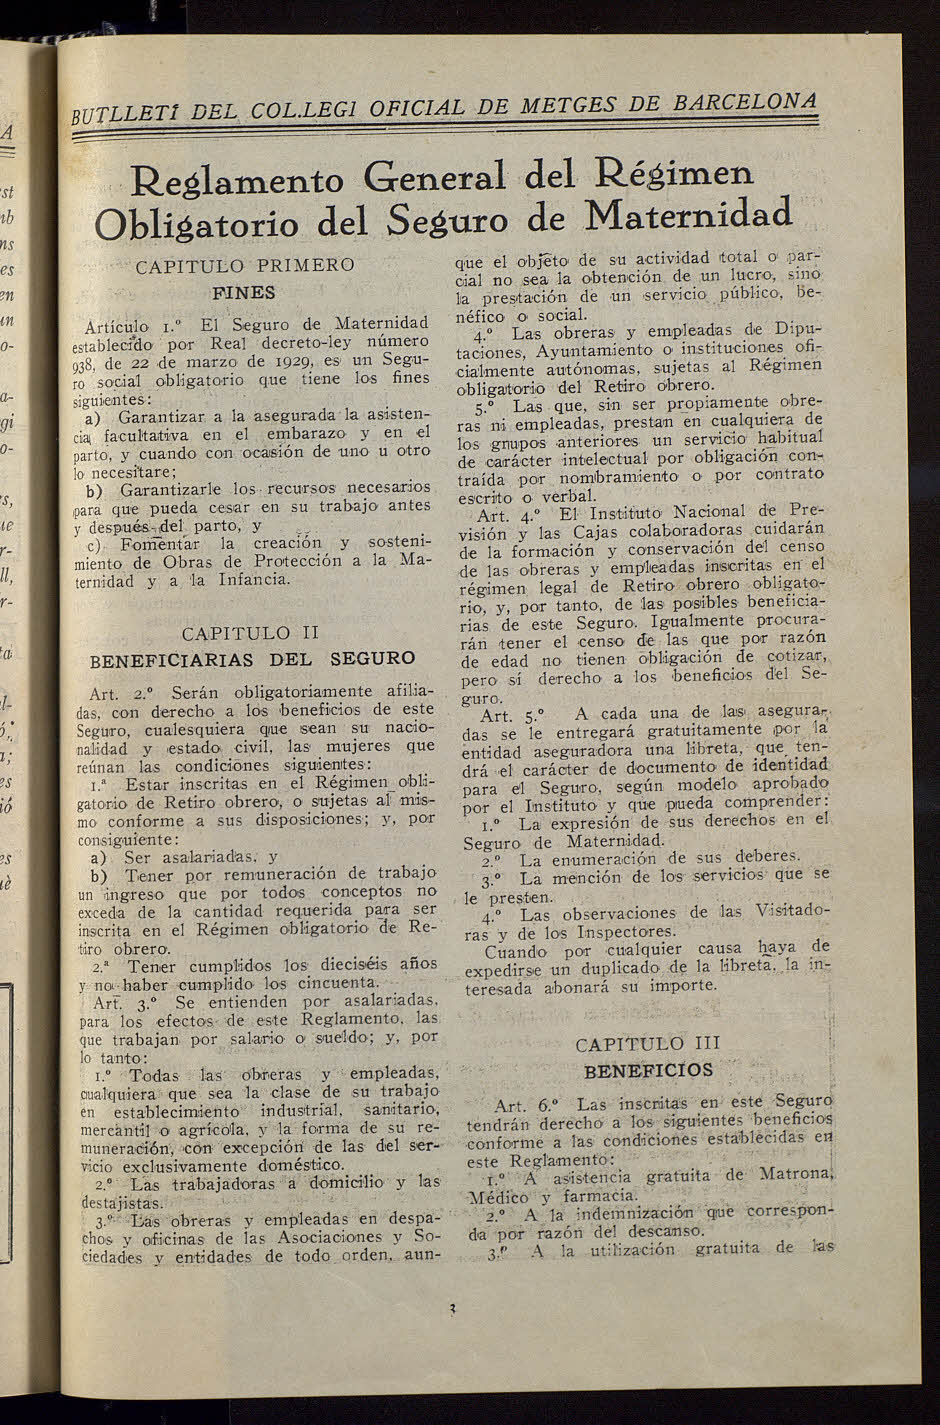 BUTLLETÍ DEL COL.LEGI OFICIAL DE METGES DE BARCELONA
Reglamento General del Régimen
Obligatorio del Seguro de Maternidad
CAPITULO PRIMERO
FINES
Artículo 1.º El Seguro de Maternidad
establecido por Real decreto-ley número
938, de 22 de marzo de 1929, es un Segu-
ro social obligatorio que tiene los fines
siguientes:
a) Garantizar a la asegurada la asisten-
cia facultativa en el embarazo y en el
parto, y cuando con ocasión de uno u otro
lo necesitare;
b) Garantizarle los recursos necesarios
para que pueda cesar en su trabajo antes
y después del parto, y
c) Fomentar la creación y sosteni-
miento de Obras de Protección a la Ma-
ternidad y a la Infancia.
CAPITULO II
BENEFICIARIAS DEL SEGURO
Art. 2.º Serán obligatoriamente afilia-
das, con derecho a los beneficios de este
Seguro, cualesquiera que sean su nacio-
nalidad y estado civil, las mujeres que
reúnan las condiciones siguientes:
1.ª Estar inscritas en el Régimen obli-
gatorio de Retiro obrero, o sujetas al mis-
mo conforme a sus disposiciones; y, por
consiguiente:
a) Ser asalariadas, y
b) Tener por remuneración de trabajo
un ingreso que por todos conceptos no
exceda de la cantidad requerida para ser
inscrita en el Régimen obligatorio de Re-
tiro obrero.
2.ª Tener cumplidos los dieciséis años
y no haber cumplido los cincuenta.
Art. 3.º Se entienden por asalariadas,
para los efectos de este Reglamento, las
que trabajan por salario o sueldo; y, por
lo tanto:
1.º Todas las obreras y empleadas,
cualquiera que sea la clase de su trabajo
en establecimiento industrial, sanitario,
mercantil o agrícola, y la forma de su re-
muneración, con excepción de las del ser-
vicio exclusivamente doméstico.
2.º Las trabajadoras a domicilio y las
destajistas.
3.º Las obreras y empleadas en despa-
chos y oficinas de las Asociaciones y So-
ciedades y entidades de todo orden, aun-
que el objeto de su actividad total o par-
cial no sea la obtención de un lucro, sino
la prestación de un servicio público, be-
néfico o social.
4.º Las obreras y empleadas de Dipu-
taciones, Ayuntamiento o instituciones ofi-
cialmente autónomas, sujetas al Régimen
obligatorio del Retiro obrero.
5.º Las que, sin ser propiamente obre-
ras ni empleadas, prestan en cualquiera de
los grupos anteriores un servicio habitual
de carácter intelectual por obligación con-
traída por nombramiento o por contrato
escrito o verbal.
Art. 4.º El Instituto Nacional de Pre-
visión y las Cajas colaboradoras cuidarán
de la formación y conservación del censo
de las obreras y empleadas inscritas en el
régimen legal de Retiro obrero obligato-
rio, y, por tanto, de las posibles beneficia-
rias de este Seguro. Igualmente procura-
rán tener el censo de las que por razón
de edad no tienen obligación de cotizar,
pero sí derecho a los beneficios del Se-
guro.
Art. 5.º A cada una de las asegura-
das se le entregará gratuitamente por la
entidad aseguradora una libreta, que ten-
drá el carácter de documento de identidad
para el Seguro, según modelo aprobado
por el Instituto y que pueda comprender:
1.º La expresión de sus derechos en el
Seguro de Maternidad.
2.º La enumeración de sus deberes.
3.º La mención de los servicios que se
le presten.
4.º Las observaciones de las Visitado-
ras y de los Inspectores.
Cuando por cualquier causa haya de
expedirse un duplicado de la libreta, la in-
teresada abonará su importe.
CAPITULO III
BENEFICIOS
Art. 6.º Las inscritas en este Seguro
tendrán derecho a los siguientes beneficios
conforme a las condiciones establecidas en
este Reglamento:
1.º A asistencia gratuita de Matrona,
Médico y farmacia.
2.º A la indemnización que correspon-
da por razón del descanso.
3.º A la utilización gratuita de las
3